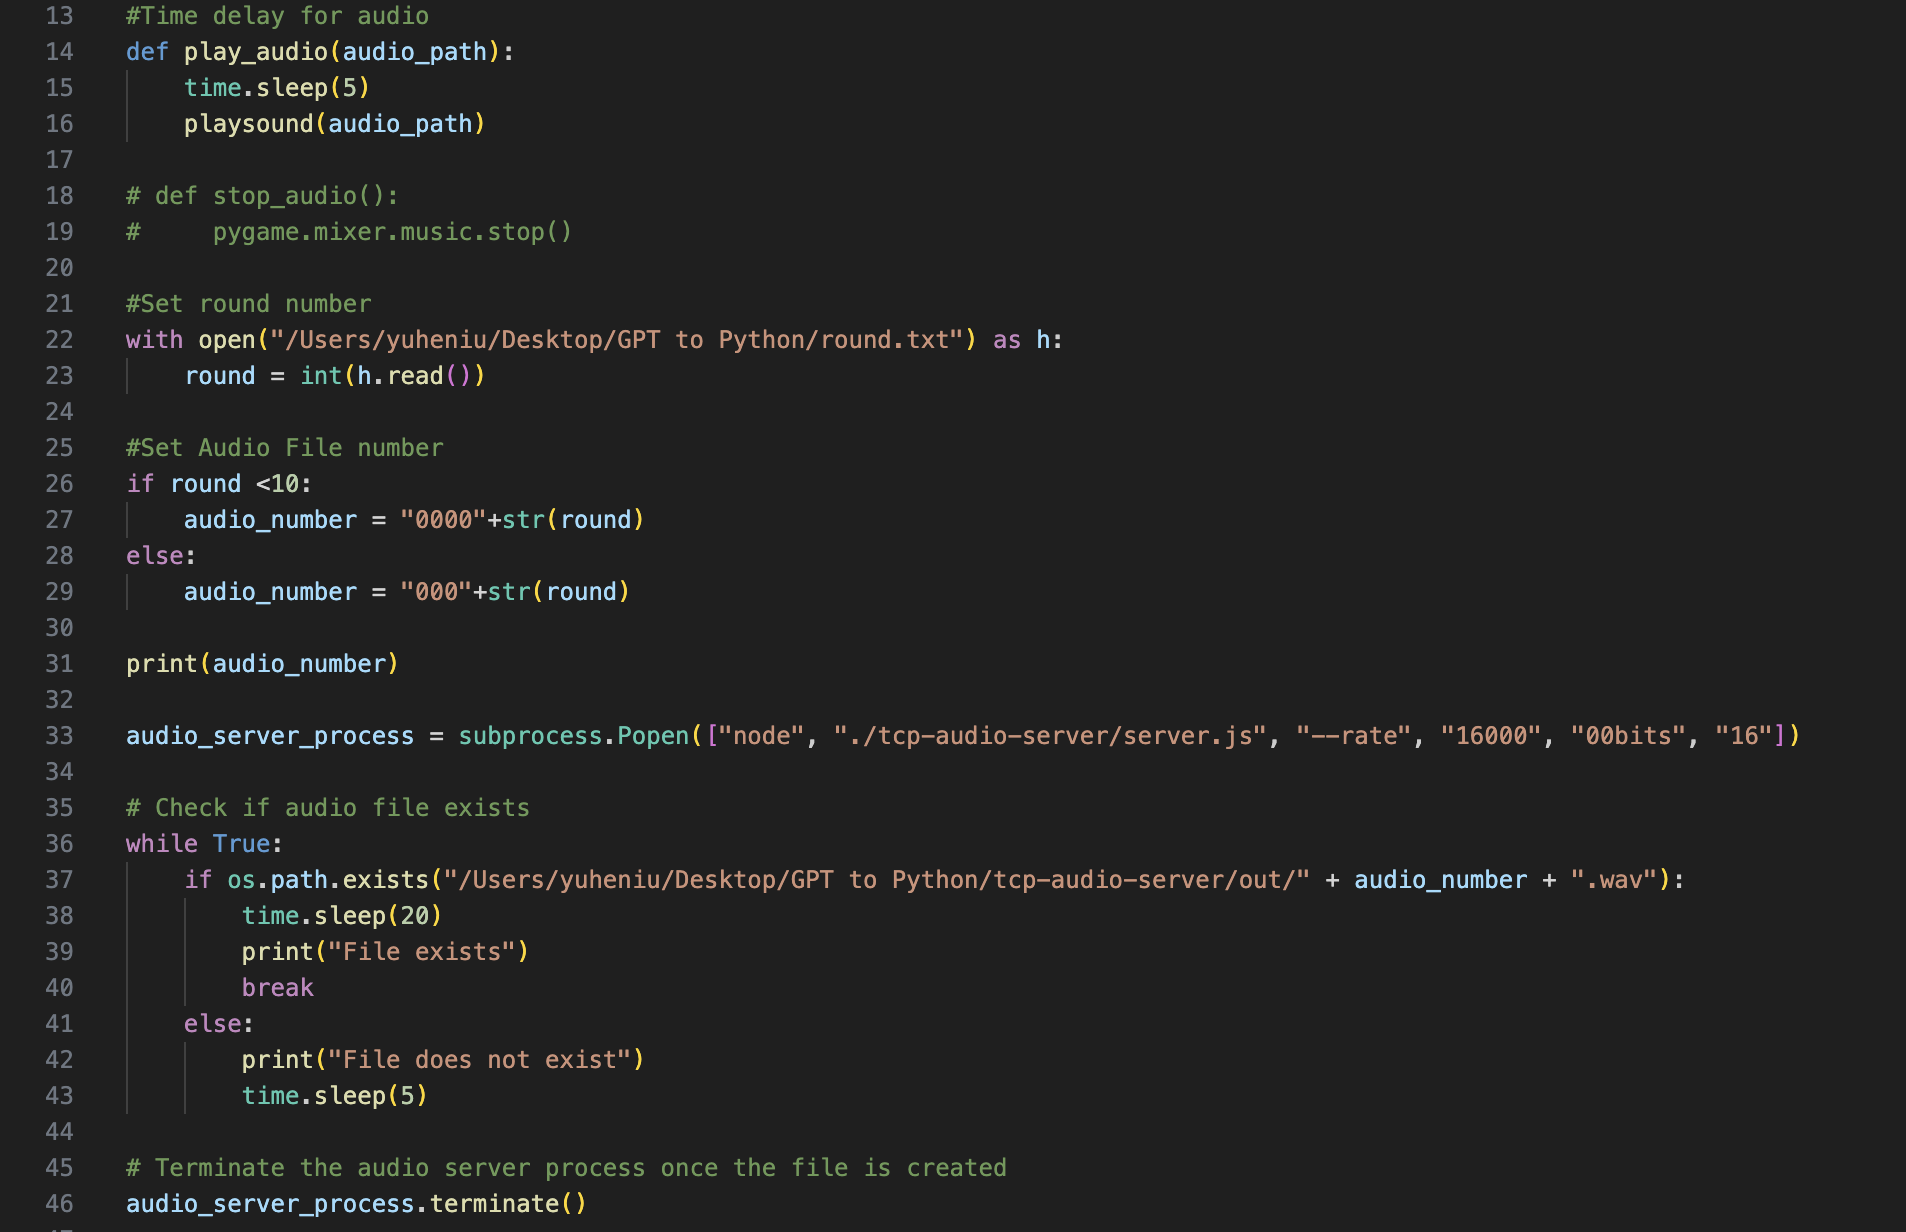 13 #Time delay for audio
14 def play_audio(audio_path):
15     time.sleep(5)
16     playsound(audio_path)
17
18 # def stop_audio():
19 #     pygame.mixer.music.stop()
20
21 #Set round number
22 with open("/Users/yuheniu/Desktop/GPT to Python/round.txt") as h:
23     round = int(h.read())
24
25 #Set Audio File number
26 if round <10:
27     audio_number = "0000"+str(round)
28 else:
29     audio_number = "000"+str(round)
30
31 print(audio_number)
32
33 audio_server_process = subprocess.Popen(["node", "./tcp-audio-server/server.js", "--rate", "16000", "00bits", "16"])
34
35 # Check if audio file exists
36 while True:
37     if os.path.exists("/Users/yuheniu/Desktop/GPT to Python/tcp-audio-server/out/" + audio_number + ".wav"):
38         time.sleep(20)
39         print("File exists")
40         break
41     else:
42         print("File does not exist")
43         time.sleep(5)
44
45 # Terminate the audio server process once the file is created
46 audio_server_process.terminate()